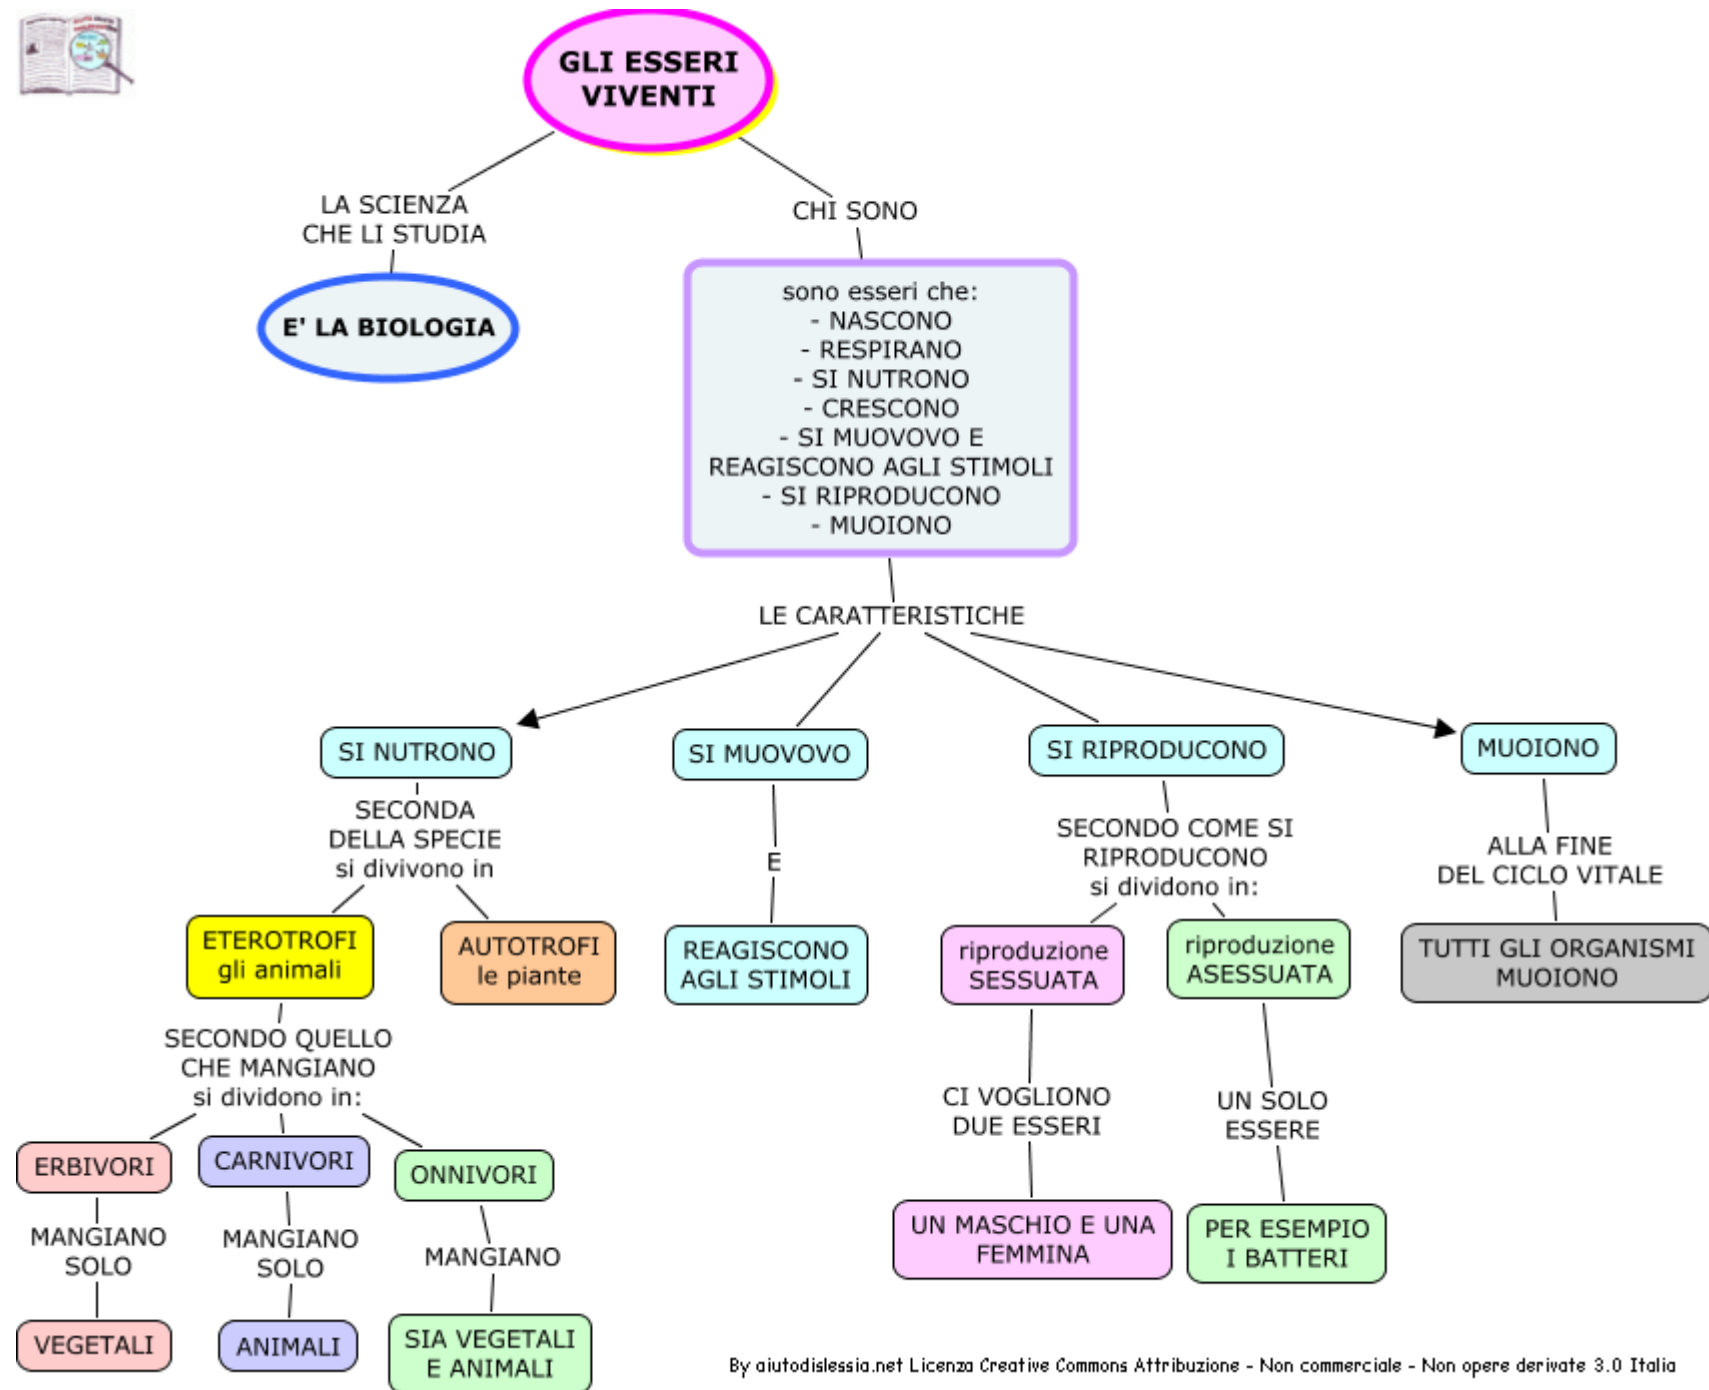 GLI ESSERI
VIVENTI
LA SCIENZA
CHE LI STUDIA
CHI SONO
E' LA BIOLOGIA
sono esseri che:
- NASCONO
- RESPIRANO
- SI NUTRONO
- CRESCONO
- SI MUOVOVO E
REAGISCONO AGLI STIMOLI
- SI RIPRODUCONO
- MUOIONO
LE CARATTERISTICHE
SI NUTRONO
SI MUOVOVO
SI RIPRODUCONO
MUOIONO
SECONDA
DELLA SPECIE
si divivono in
E
SECONDO COME SI
RIPRODUCONO
si dividono in:
ALLA FINE
DEL CICLO VITALE
ETEROTROFI
gli animali
AUTOTROFI
le piante
REAGISCONO
AGLI STIMOLI
riproduzione
SESSUATA
riproduzione
ASESSUATA
TUTTI GLI ORGANISMI
MUOIONO
SECONDO QUELLO
CHE MANGIANO
si dividono in:
CI VOGLIONO
DUE ESSERI
UN SOLO
ESSERE
ERBIVORI
CARNIVORI
ONNIVORI
MANGIANO
SOLO
MANGIANO
SOLO
MANGIANO
UN MASCHIO E UNA
FEMMINA
PER ESEMPIO
I BATTERI
VEGETALI
ANIMALI
SIA VEGETALI
E ANIMALI
By aiutodislessia.net Licenza Creative Commons Attribuzione - Non commerciale - Non opere derivate 3.0 Italia